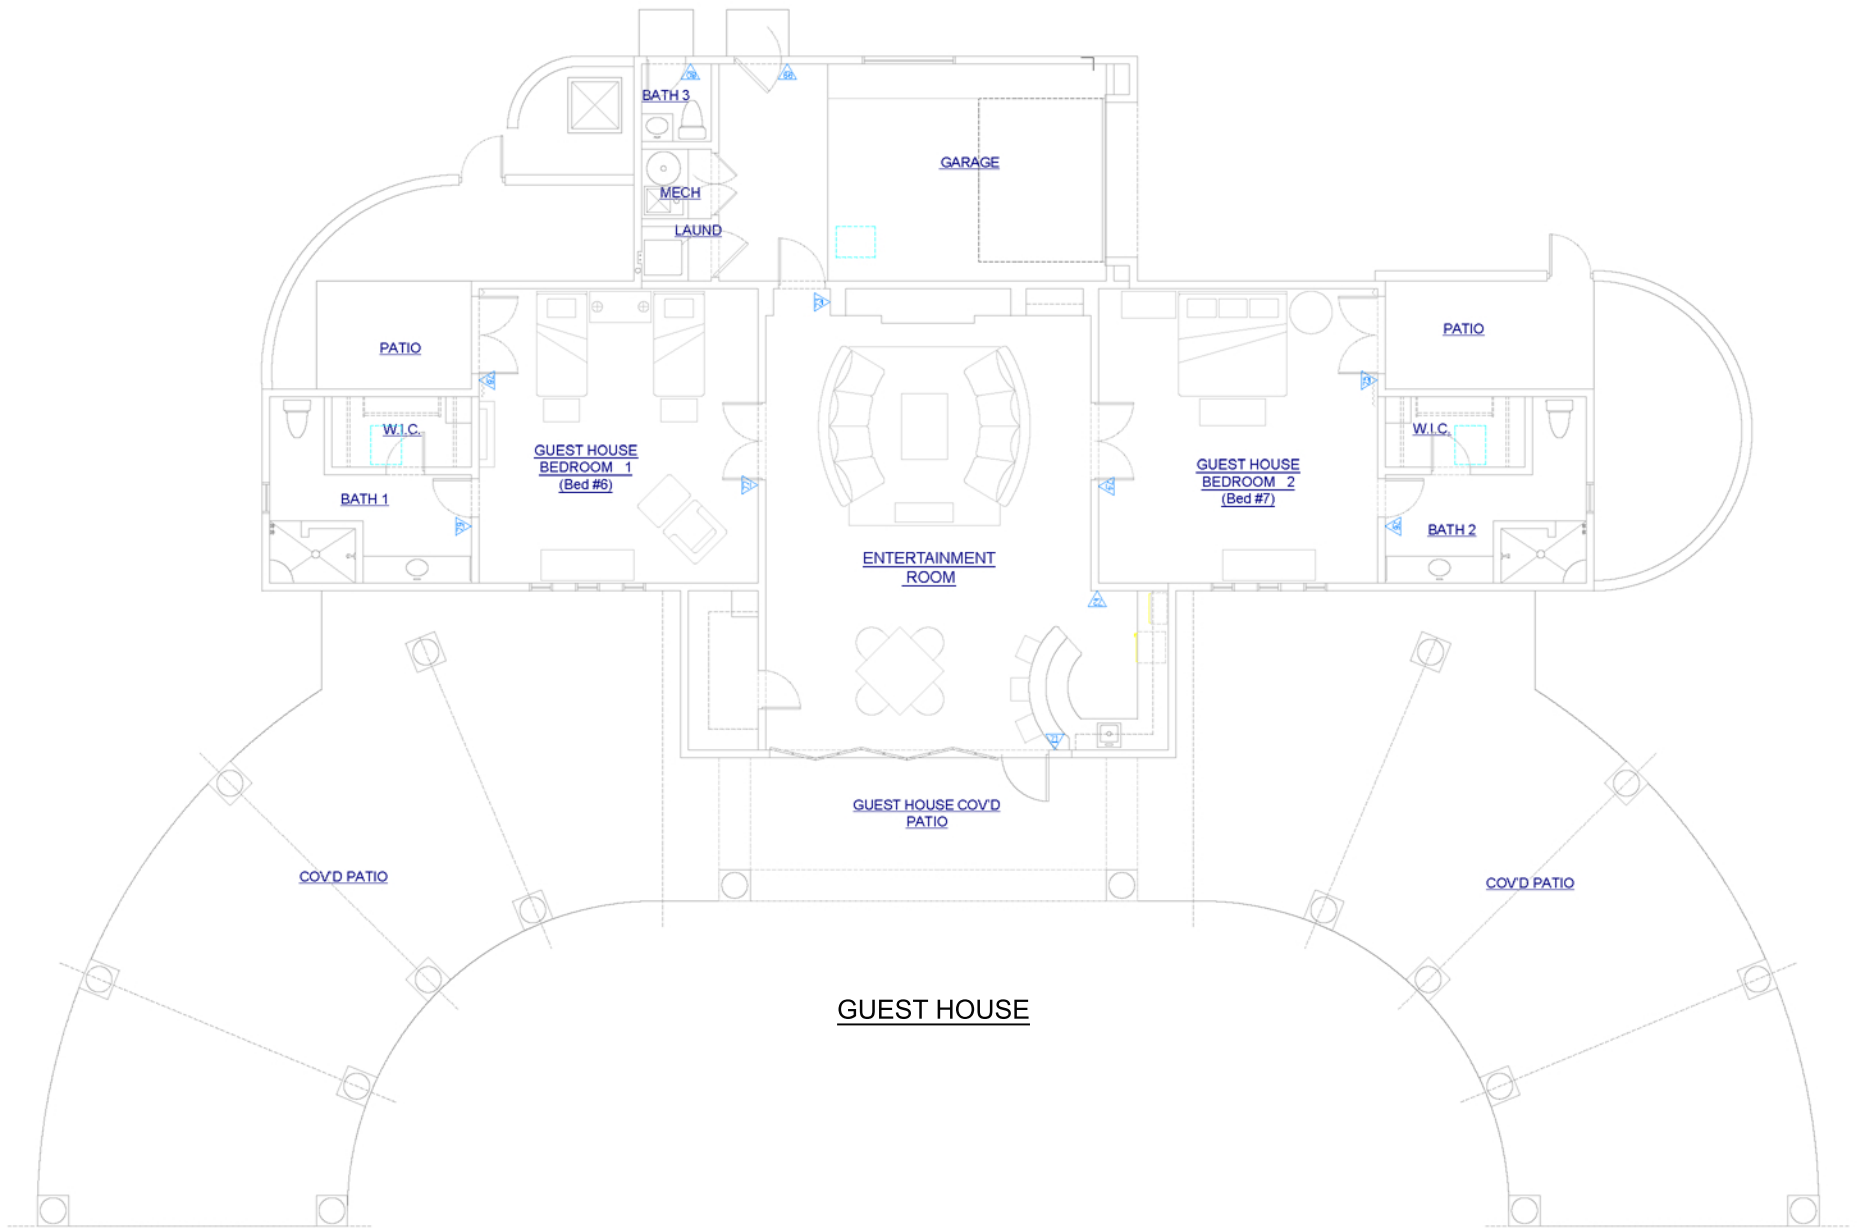 BATH 3
GARAGE
MECH
LAUND
PATIO
PATIO
W.I.C.
W.I.C.
GUEST HOUSE
BEDROOM 1
(Bed #6)
GUEST HOUSE
BEDROOM 2
(Bed #7)
BATH 1
BATH 2
ENTERTAINMENT
ROOM
GUEST HOUSE COV'D
PATIO
COV'D PATIO
COV'D PATIO
GUEST HOUSE